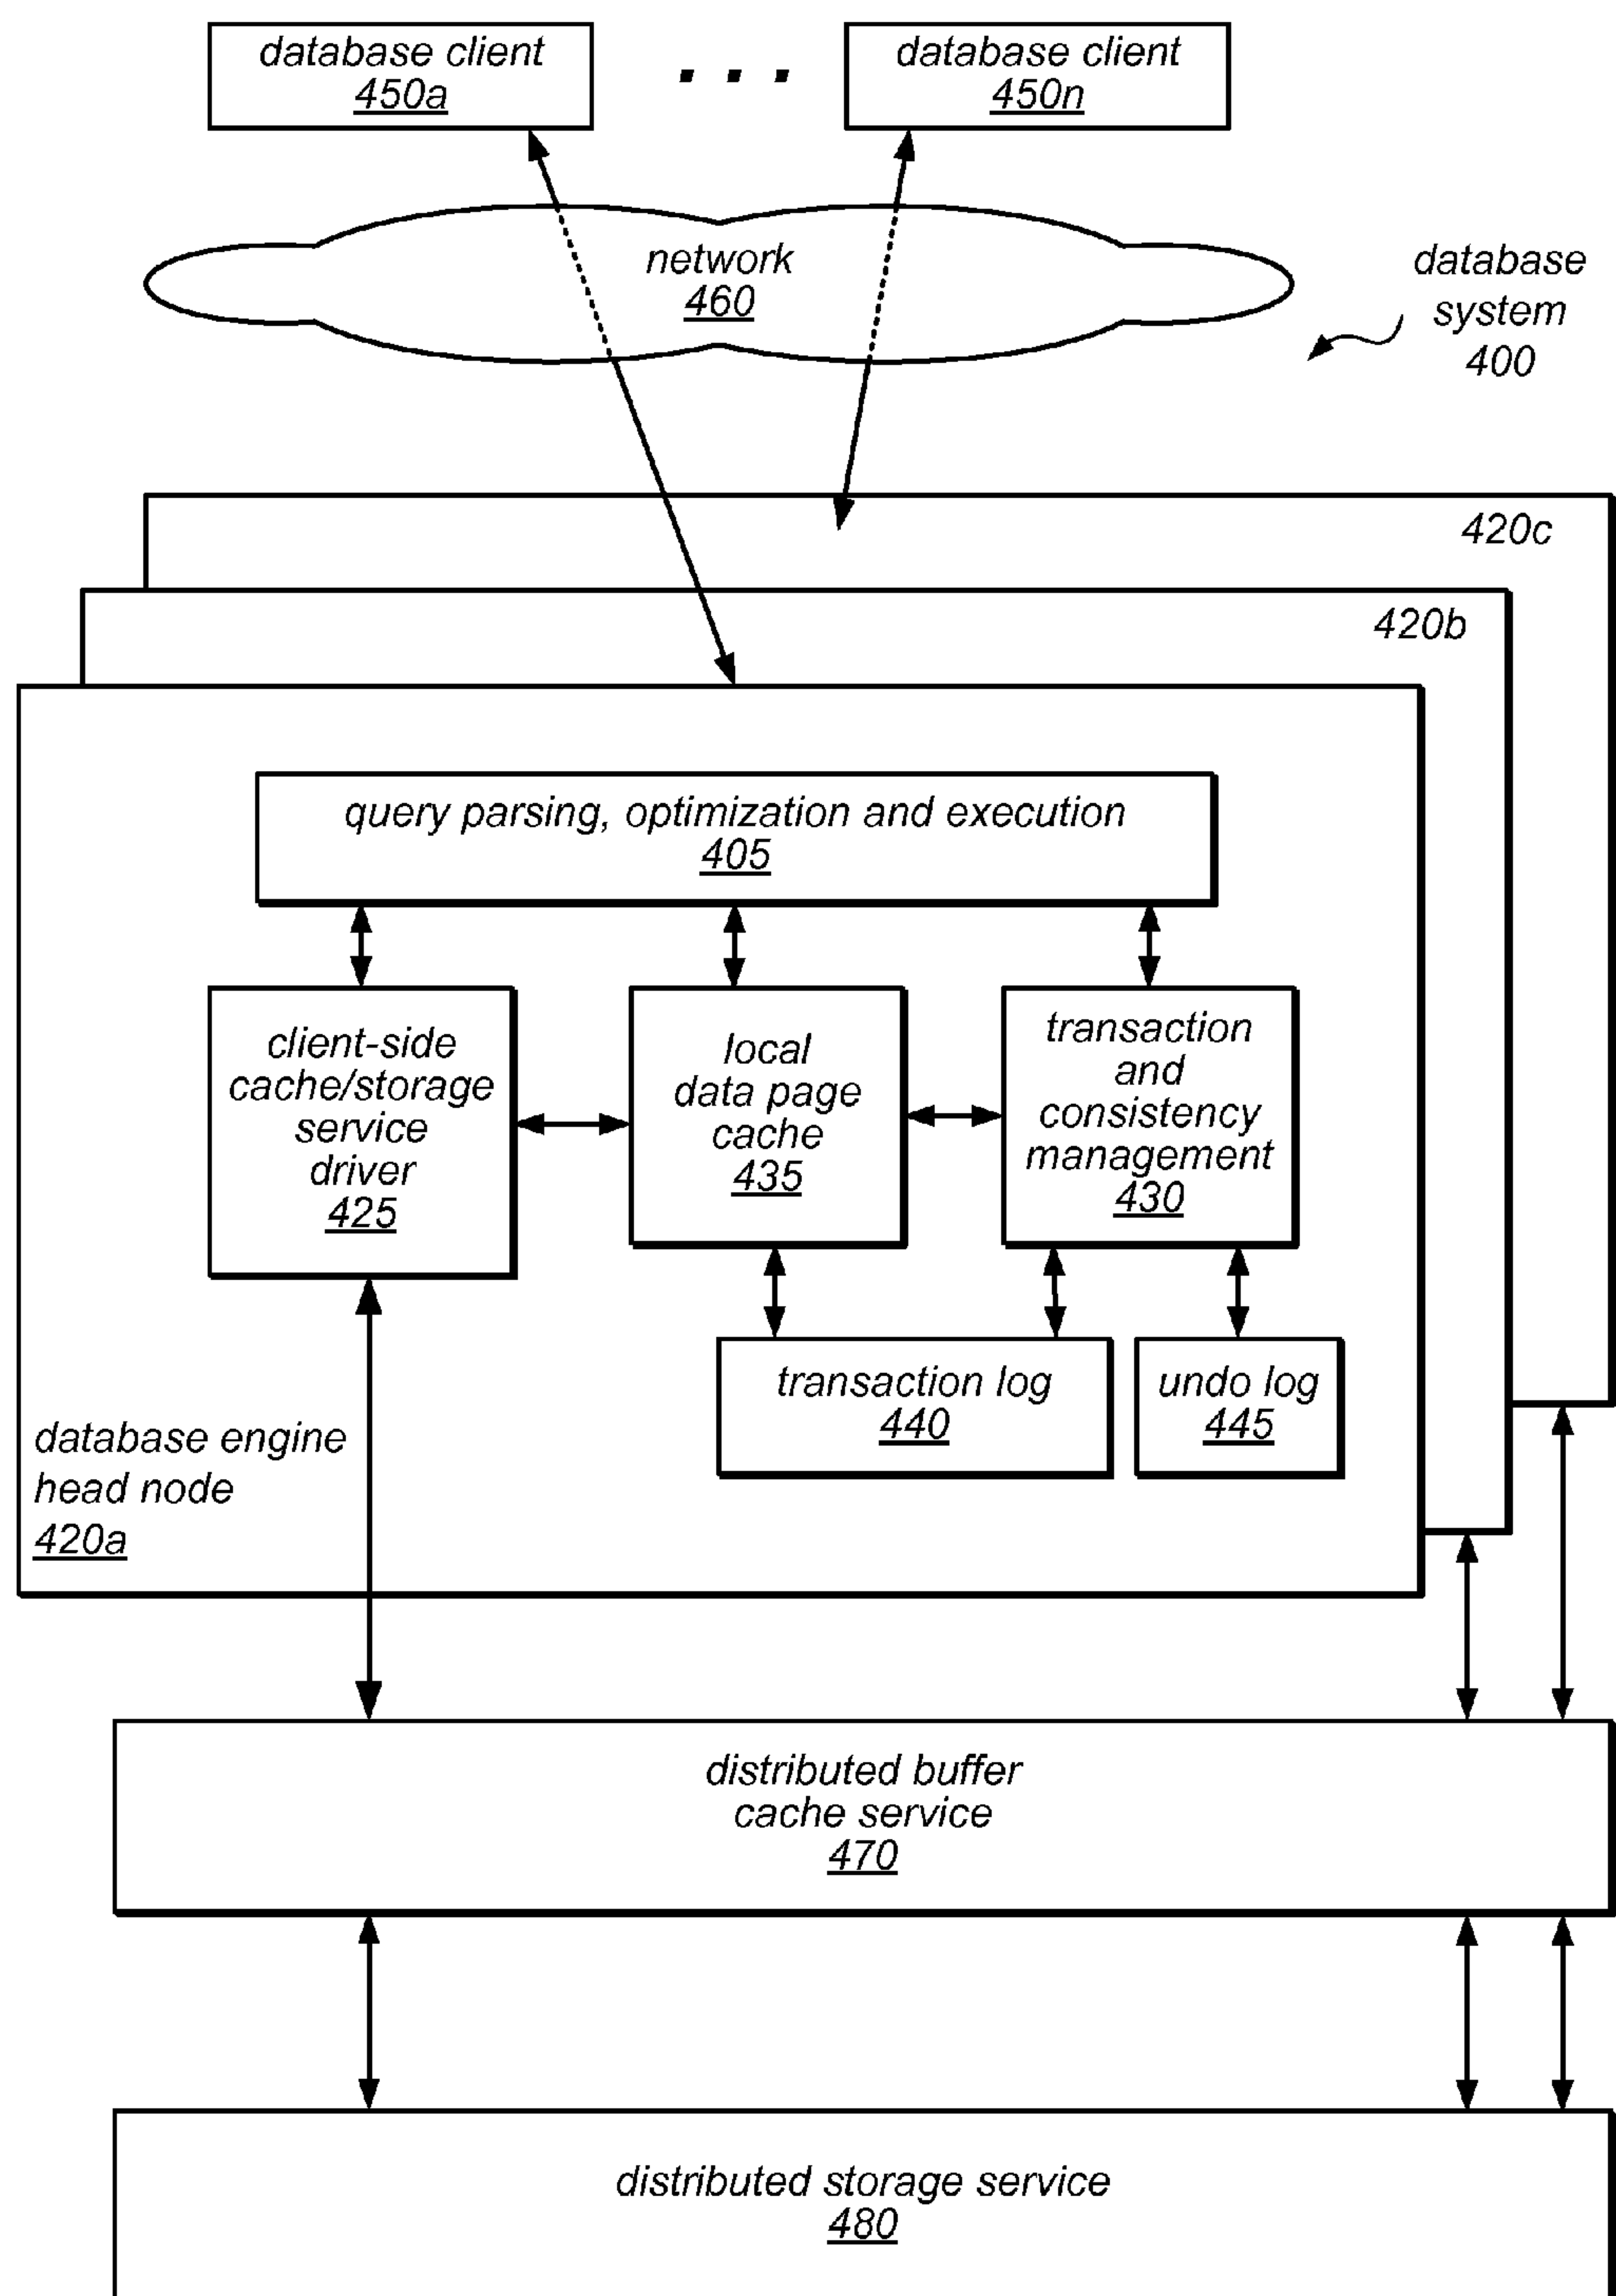 database client
450a
. . .
database client
450n
network
460
database
system
400
420c
420b
query parsing, optimization and execution
405
client-side
cache/storage
service
driver
425
local
data page
cache
435
transaction
and
consistency
management
430
transaction log
440
undo log
445
database engine
head node
420a
distributed buffer
cache service
470
distributed storage service
480